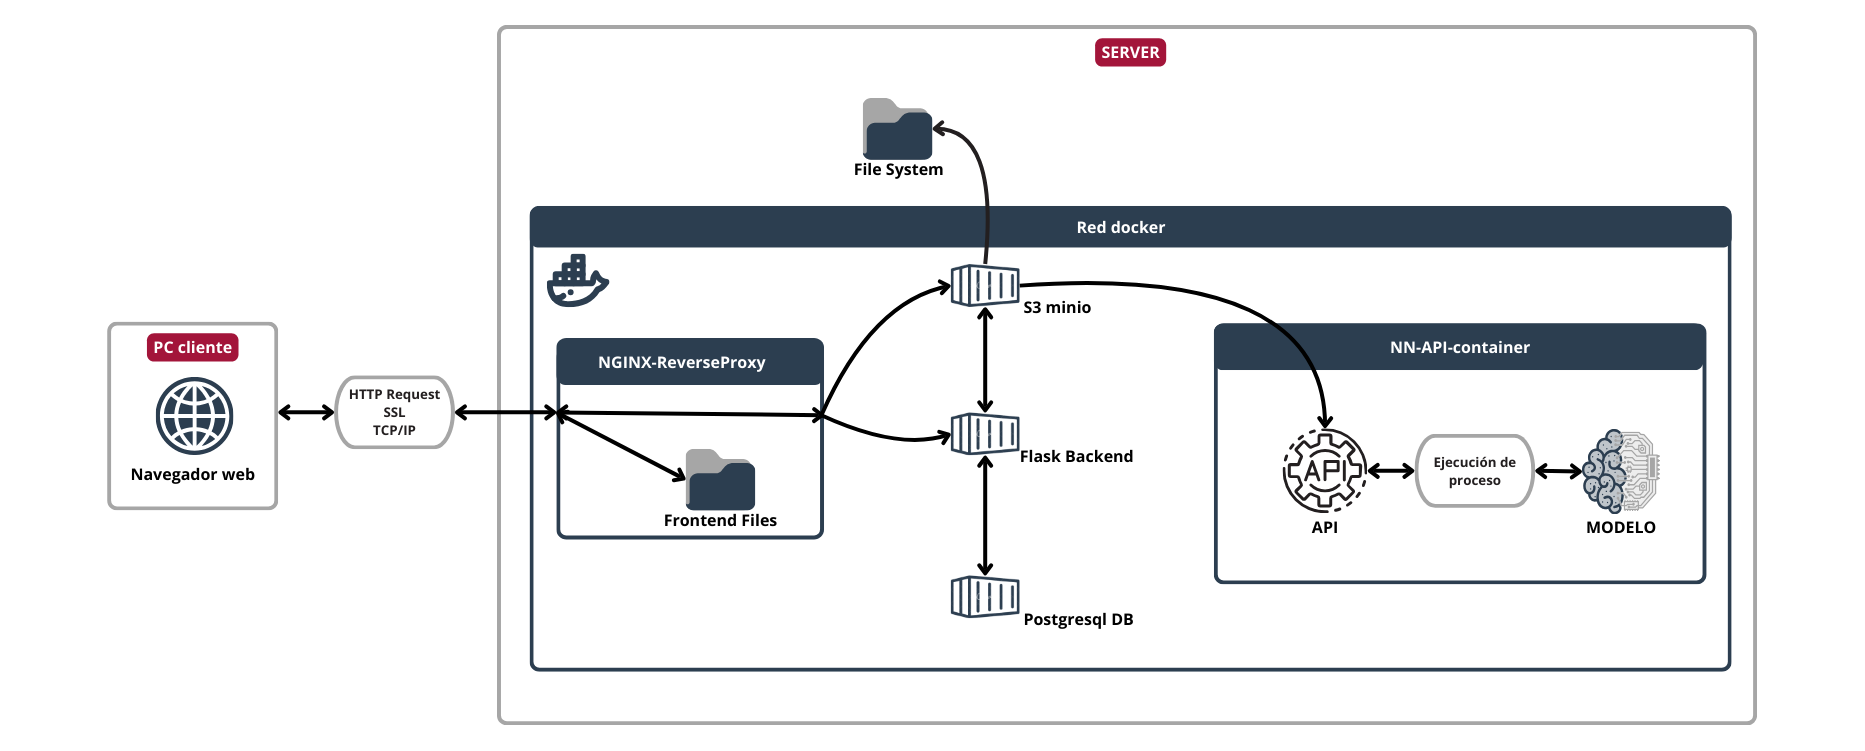 SERVER
File System
Red docker
S3 minio
PC cliente
NGINX-ReverseProxy
NN-API-container
HTTP Request
SSL
TCP/IP
Navegador web
Flask Backend
Frontend Files
API
Ejecución de
proceso
API
MODELO
Postgresql DB